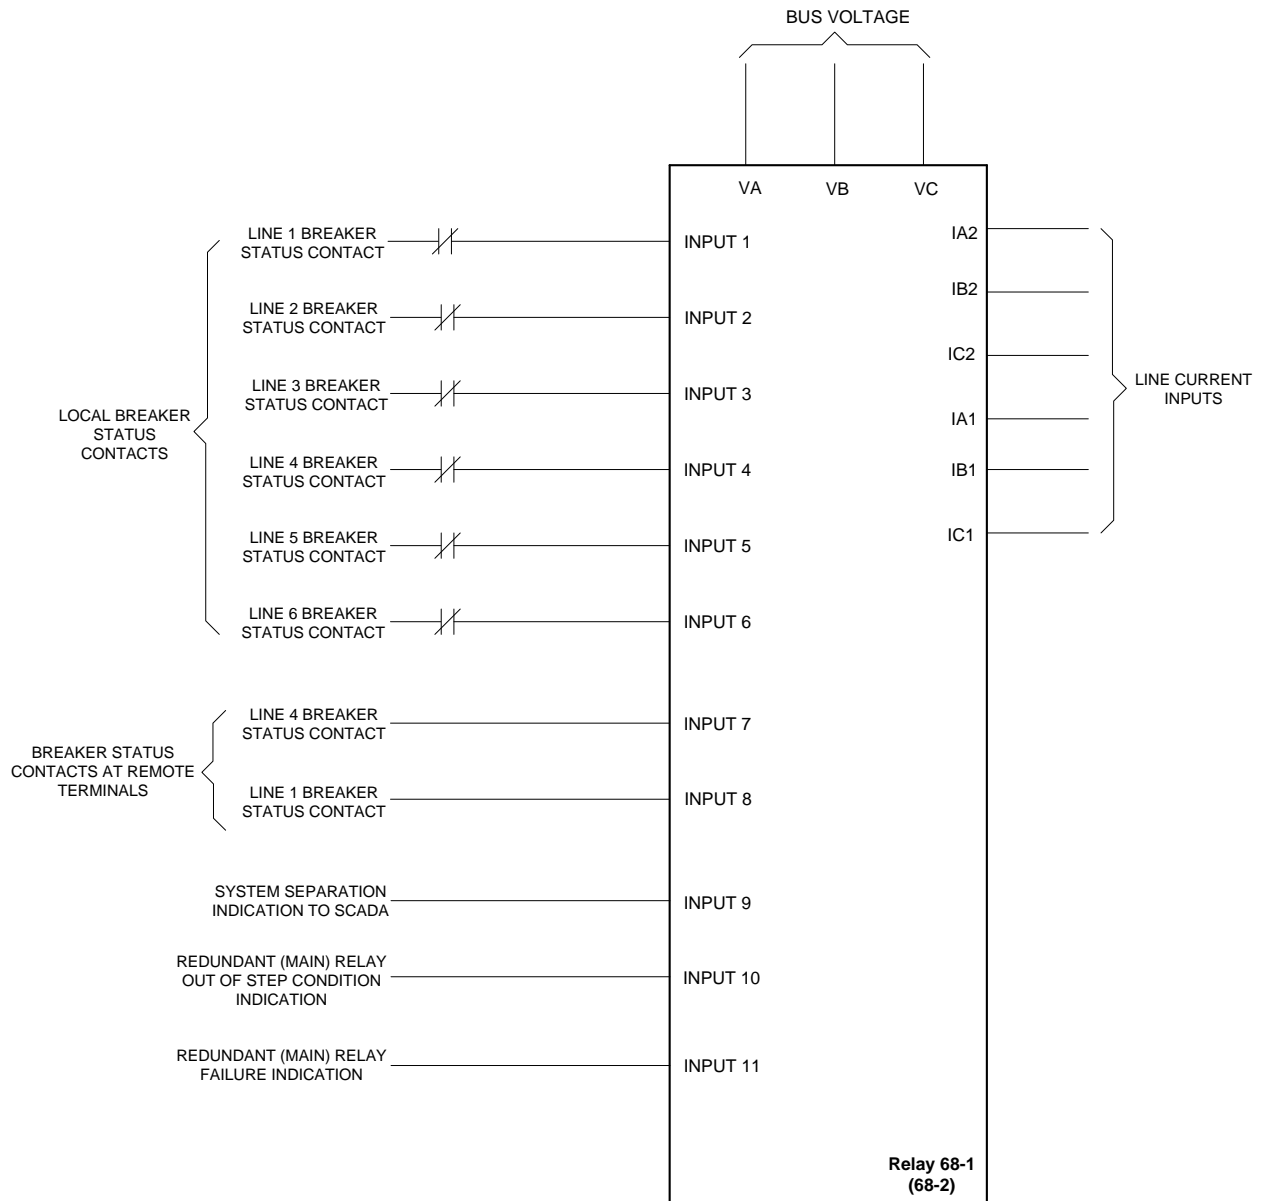 BUS VOLTAGE
VA
VB
VC
LINE 1 BREAKER
STATUS CONTACT
INPUT 1
LINE 2 BREAKER
STATUS CONTACT
INPUT 2
LINE 3 BREAKER
STATUS CONTACT
INPUT 3
LINE 4 BREAKER
STATUS CONTACT
INPUT 4
LINE 5 BREAKER
STATUS CONTACT
INPUT 5
LINE 6 BREAKER
STATUS CONTACT
INPUT 6
LOCAL BREAKER
STATUS
CONTACTS
IA2
IB2
IC2
IA1
IB1
IC1
LINE CURRENT
INPUTS
LINE 4 BREAKER
STATUS CONTACT
INPUT 7
LINE 1 BREAKER
STATUS CONTACT
INPUT 8
BREAKER STATUS
CONTACTS AT REMOTE
TERMINALS
SYSTEM SEPARATION
INDICATION TO SCADA
INPUT 9
REDUNDANT (MAIN) RELAY
OUT OF STEP CONDITION
INDICATION
INPUT 10
REDUNDANT (MAIN) RELAY
FAILURE INDICATION
INPUT 11
Relay 68-1
(68-2)